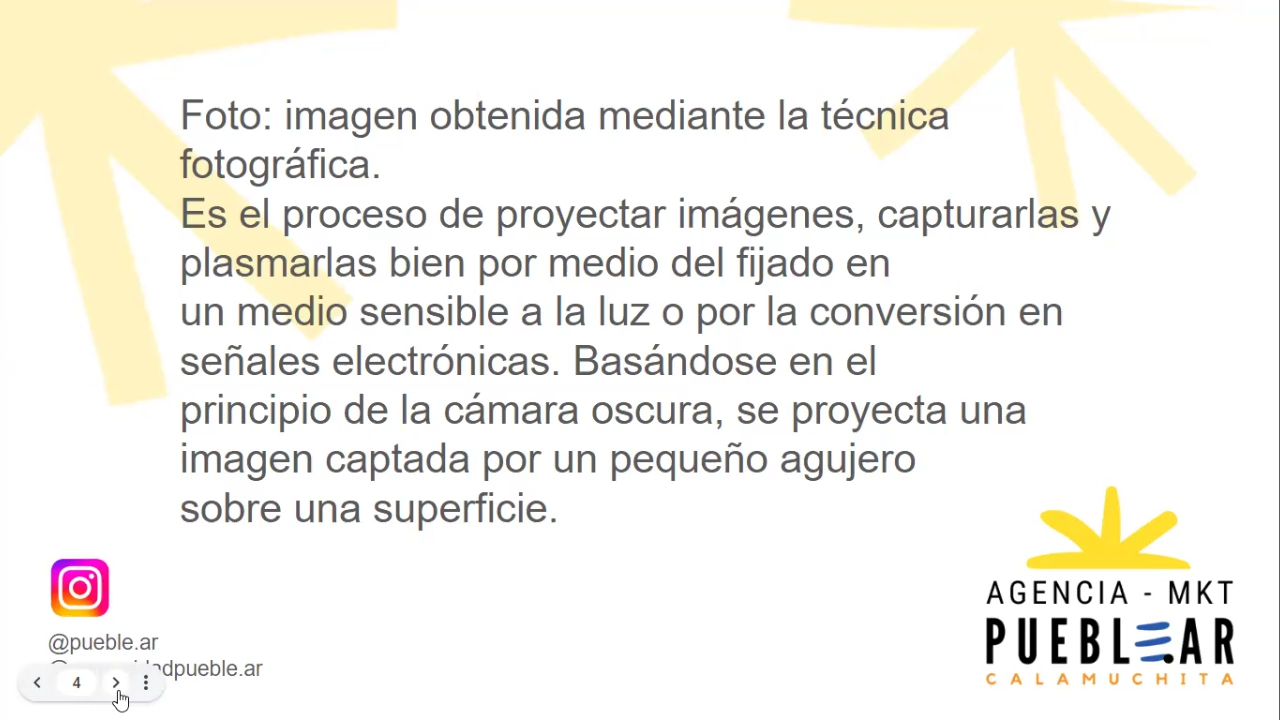 Foto: imagen obtenida mediante la técnica
fotográfica.
Es el proceso de proyectar imágenes, capturarlas y
plasmarlas bien por medio del fijado en
un medio sensible a la luz o por la conversión en
señales electrónicas. Basándose en el
principio de la cámara oscura, se proyecta una
imagen captada por un pequeño agujero
sobre una superficie.
@pueble.ar
4
AGENCIA - MKT
PUEBLE.AR
CALAMUCHITA